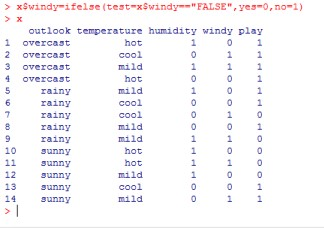 > x$windy=ifelse(test=x$windy=="FALSE",yes=0,no=1)
> x
outlook temperature humidity windy play
1 overcast hot 1 0 1
2 overcast cool 0 1 1
3 overcast mild 1 1 1
4 overcast hot 0 0 1
5 rainy mild 1 0 1
6 rainy cool 0 0 1
7 rainy cool 0 1 0
8 rainy mild 0 0 1
9 rainy mild 1 1 0
10 sunny hot 1 0 0
11 sunny hot 1 1 0
12 sunny mild 1 0 0
13 sunny cool 0 0 1
14 sunny mild 0 1 1
>